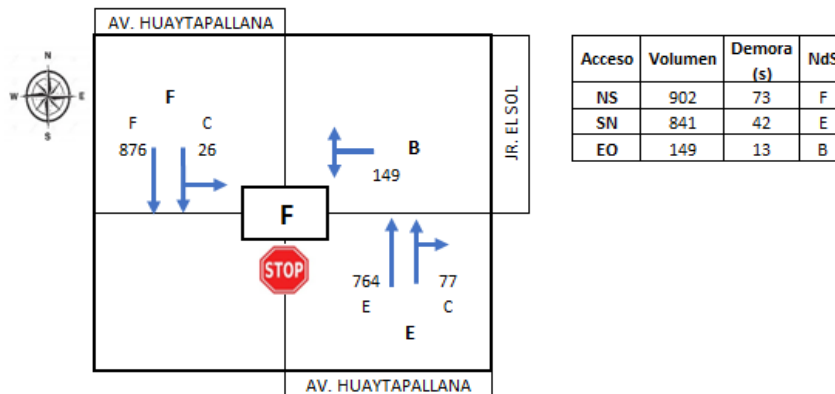 AV. HUAYTAPALLANA
N
W E
S
F
F C
876 26
B
149
JR. EL SOL
F
STOP
764 77
E C
E
AV. HUAYTAPALLANA
Acceso Volumen Demora (s) NdS
NS 902 73 F
SN 841 42 E
EO 149 13 B